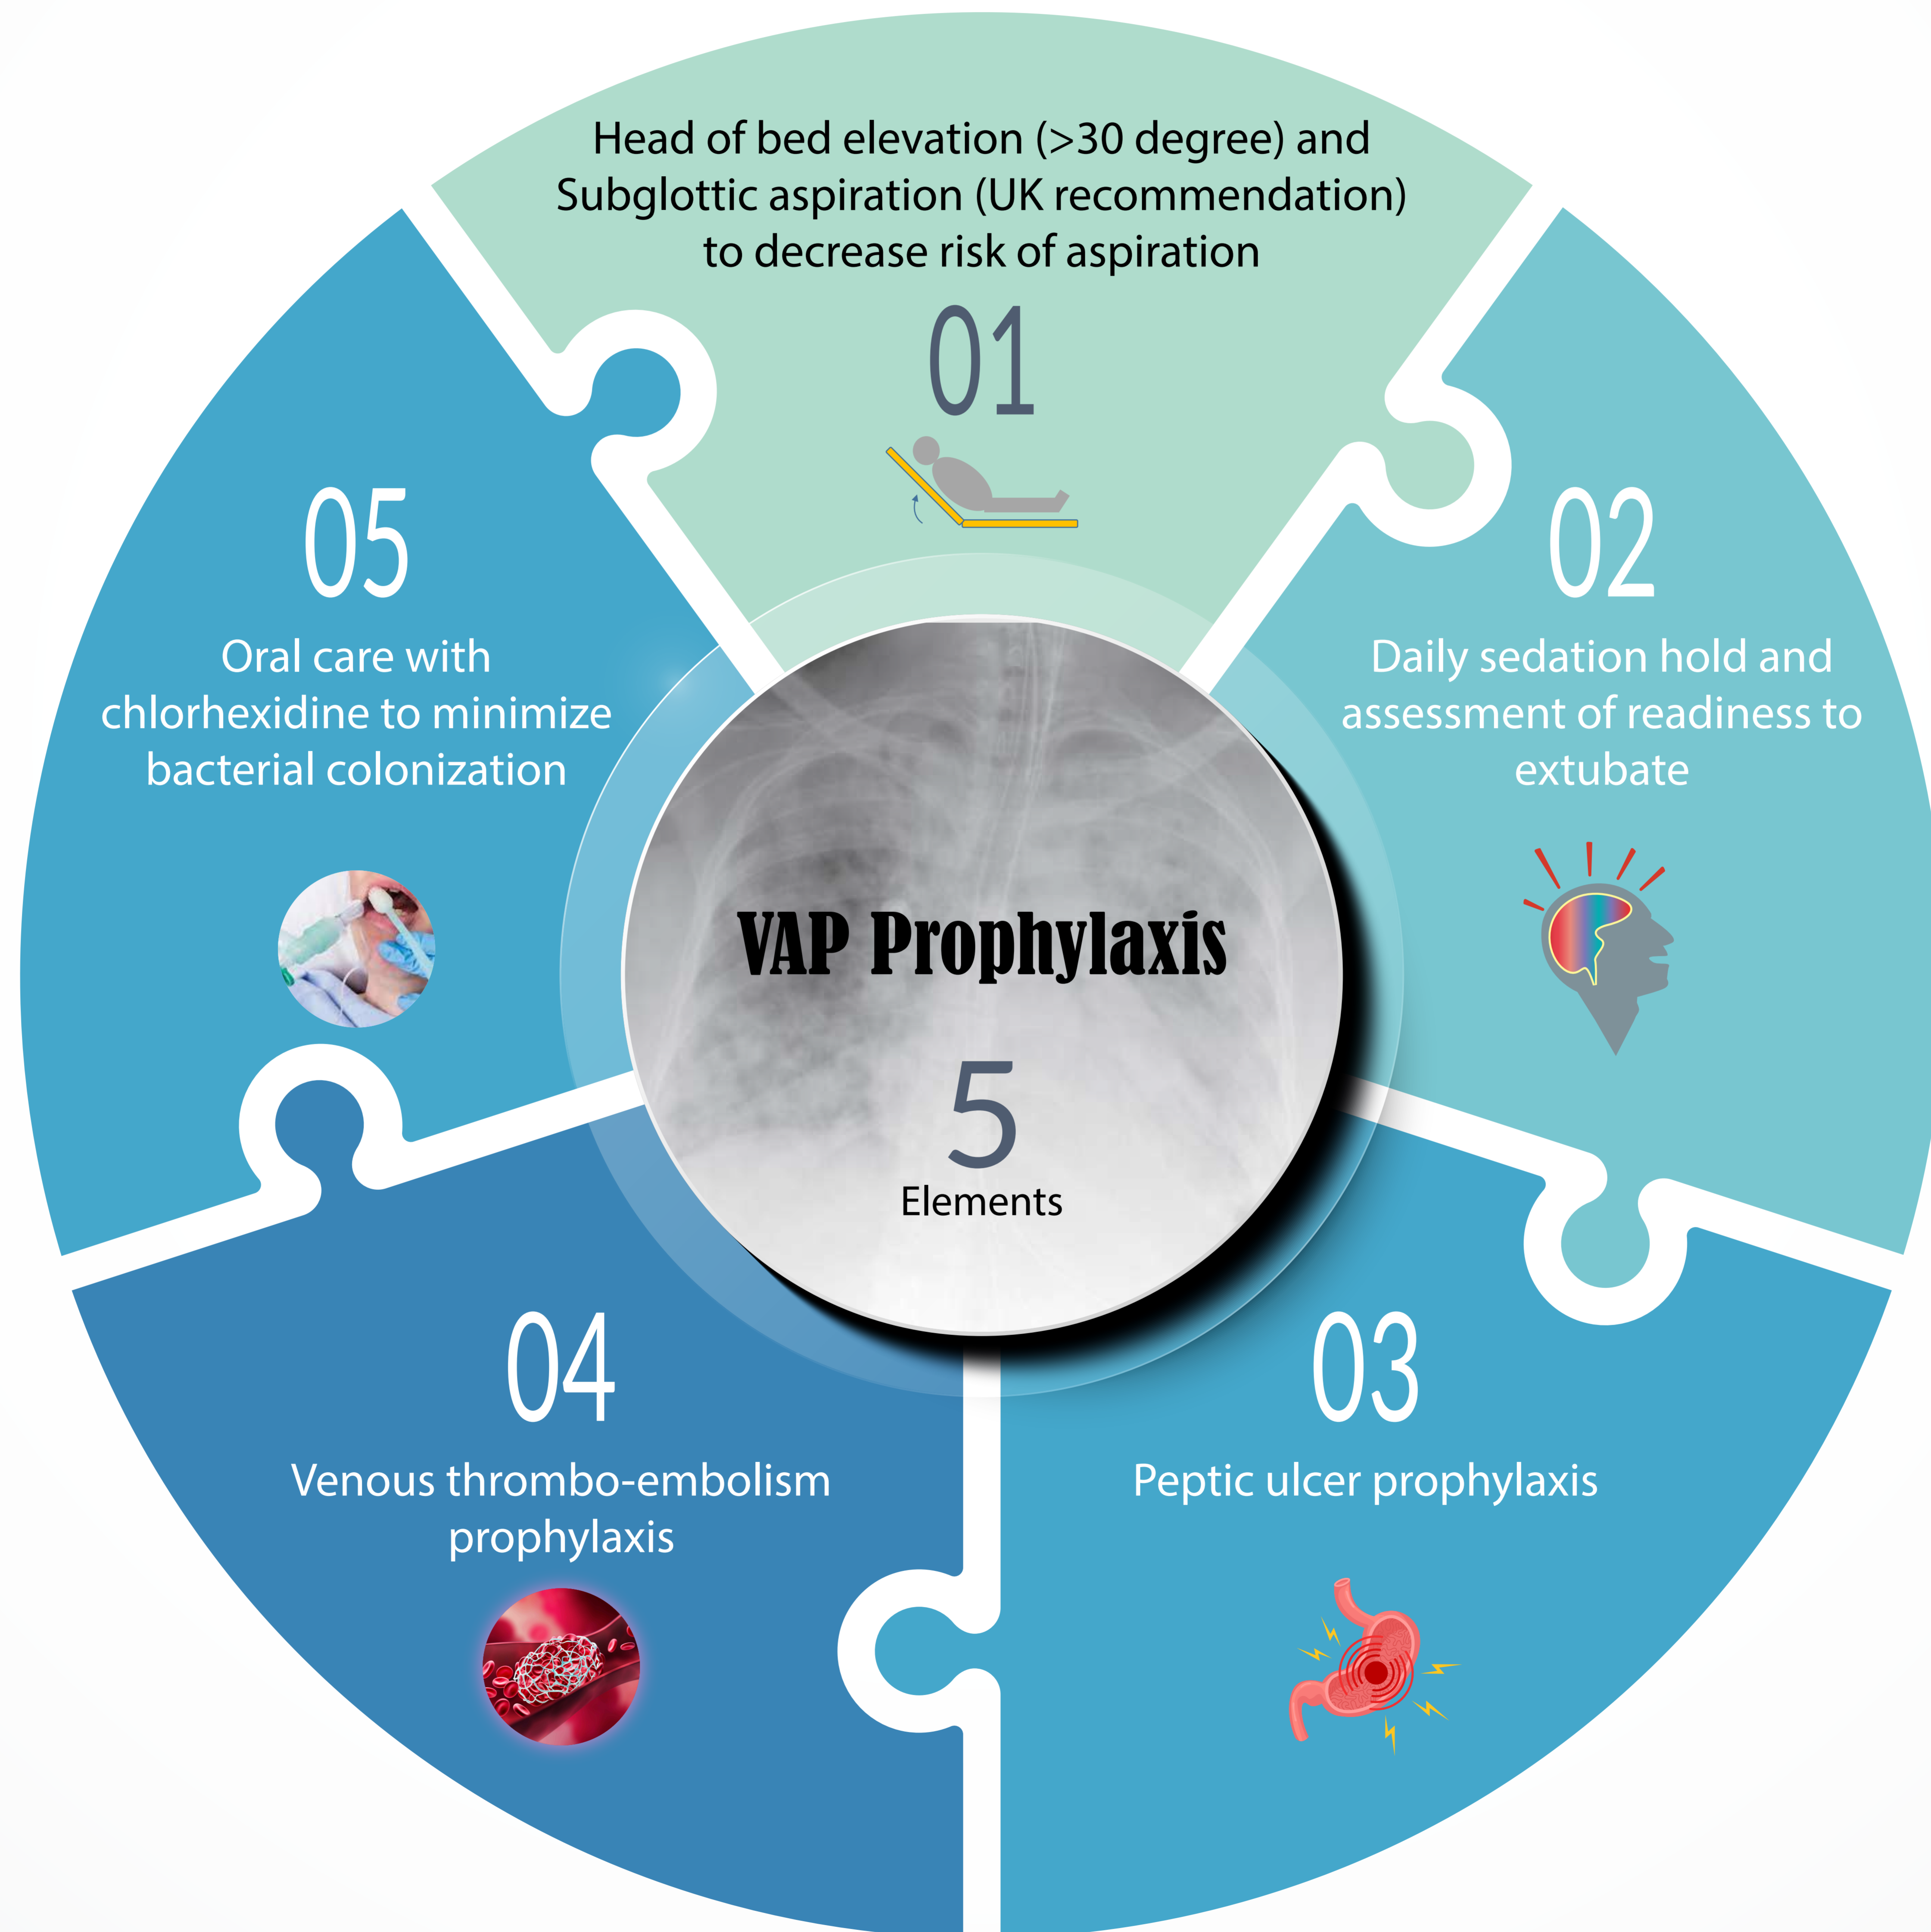 Head of bed elevation (>30 degree) and
Subglottic aspiration (UK recommendation)
to decrease risk of aspiration
01
02
Daily sedation hold and
assessment of readiness to
extubate
03
Peptic ulcer prophylaxis
04
Venous thrombo-embolism
prophylaxis
05
Oral care with
chlorhexidine to minimize
bacterial colonization
VAP Prophylaxis
5
Elements